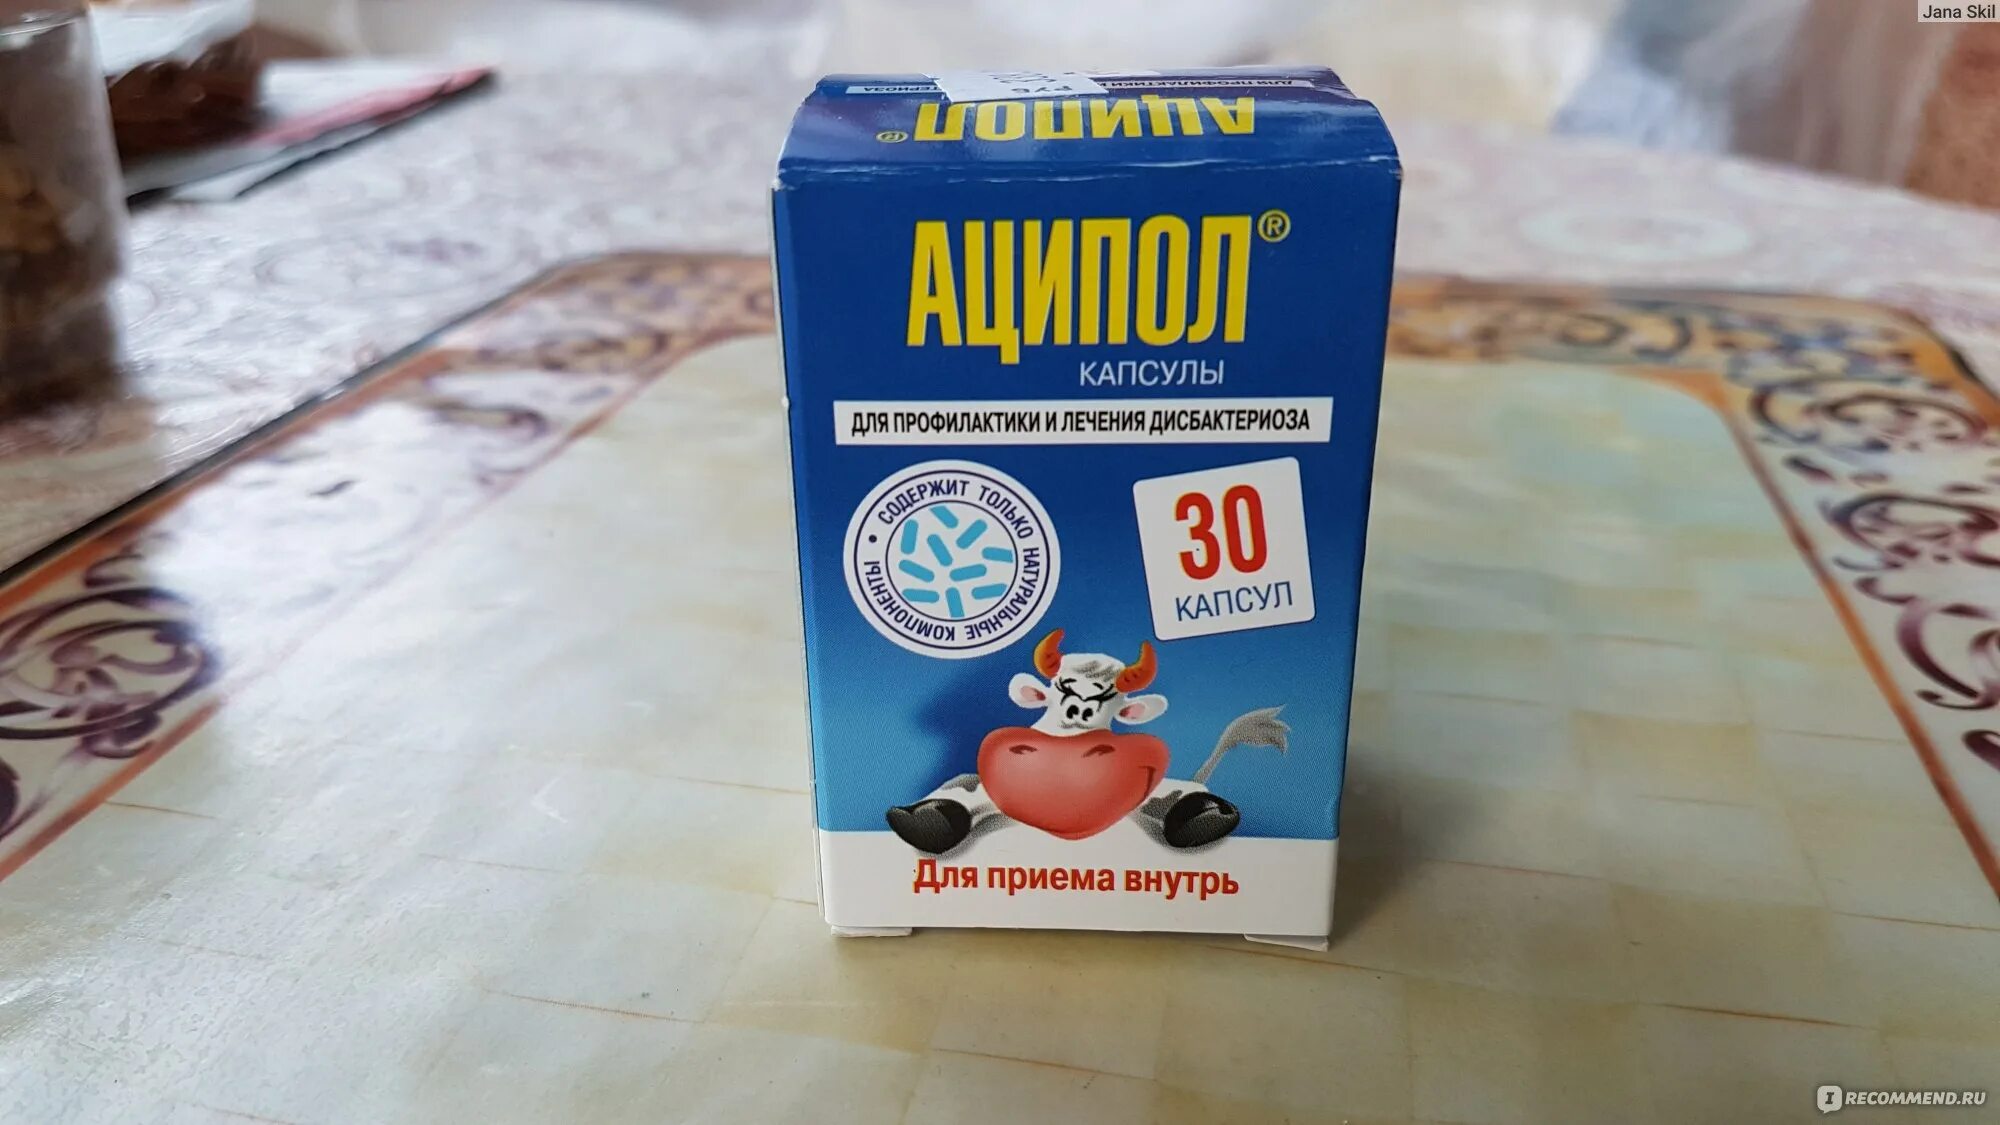 Jana Skil
АЦИПОЛ®
АЦИПОЛ®
КАПСУЛЫ
ДЛЯ ПРОФИЛАКТИКИ И ЛЕЧЕНИЯ ДИСБАКТЕРИОЗА
• СОДЕРЖИТ ТОЛЬКО НАТУРАЛЬНЫЕ КОМПОНЕНТЫ
30
КАПСУЛ
Для приема внутрь
IRECOMMEND.RU